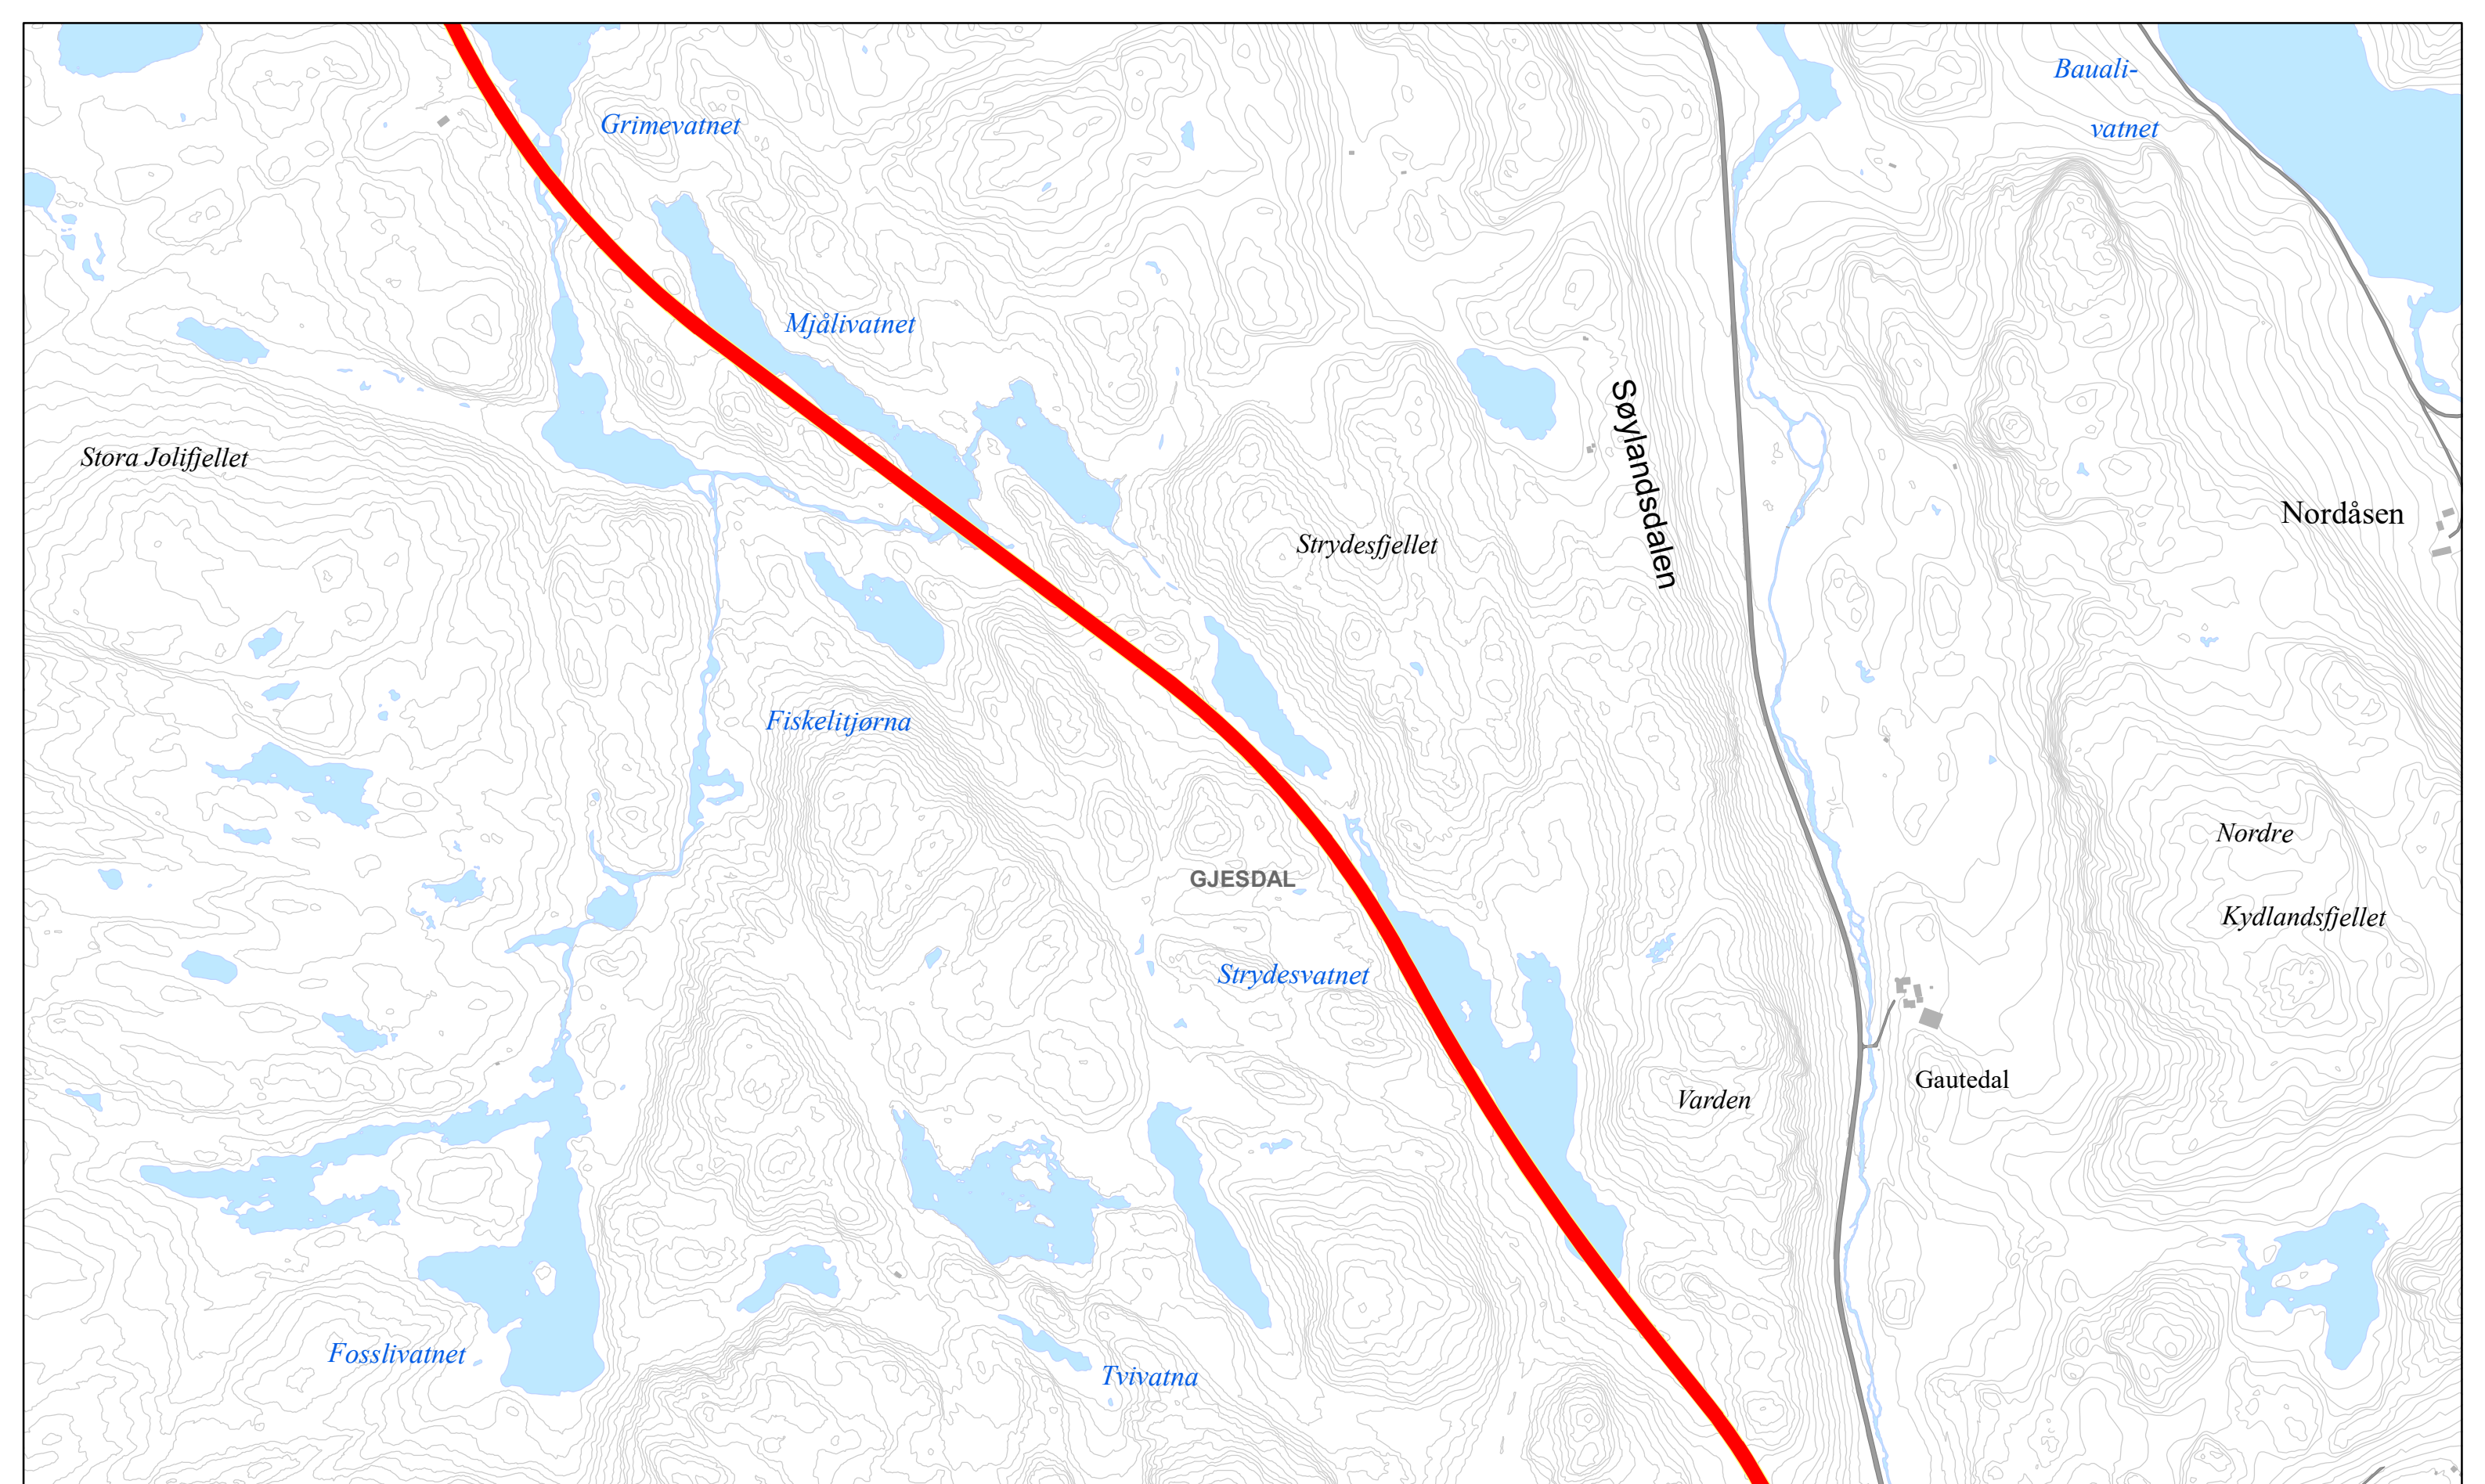 Bauali-
vatnet
Grimevatnet
Mjålivatnet
Stora Jolifjellet
Søylandsdalen
Nordåsen
Strydesfjellet
Fiskelitjørna
Nordre
Kydlandsfjellet
GJESDAL
Strydesvatnet
Gautedal
Varden
Fosslivatnet
Tvivatna